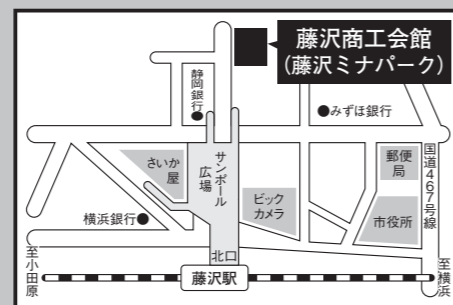 藤沢商工会館
(藤沢ミナパーク)
静岡銀行
みずほ銀行
さいか
屋
サンポール
広場
郵便
局
国道467号線
ビック
カメラ
市役所
横浜銀行
北口
至小田原
藤沢駅
至横浜